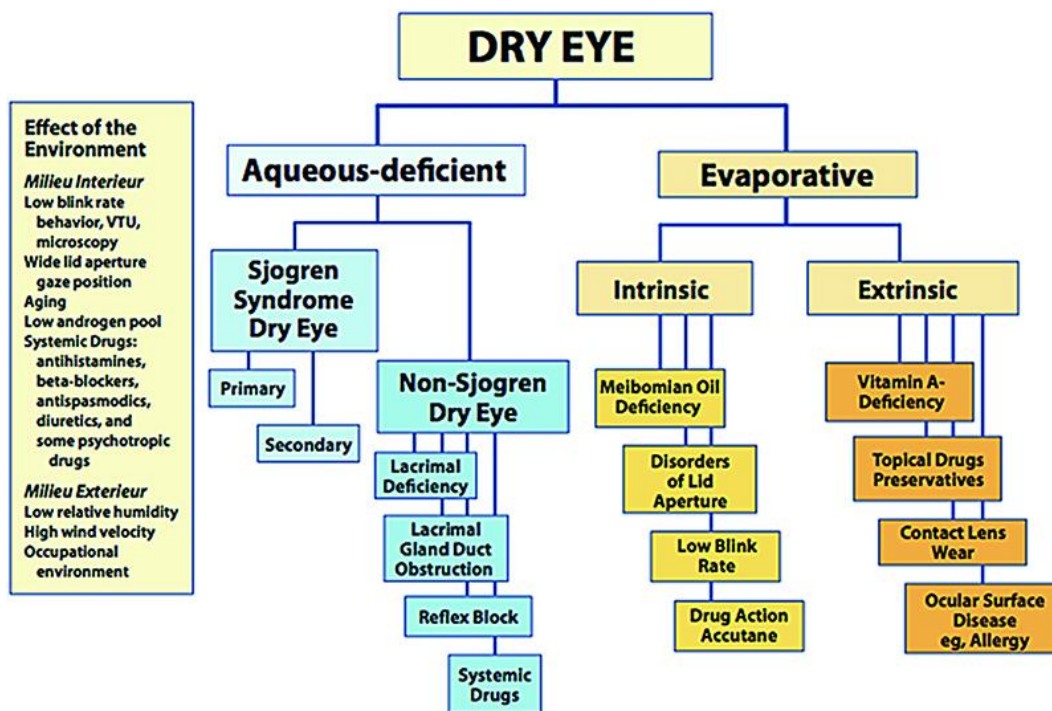 DRY EYE
Effect of the
Environment
Milieu Interieur
Low blink rate
behavior, VTU,
microscopy
Wide lid aperture
gaze position
Aging
Low androgen pool
Systemic Drugs:
antihistamines,
beta-blockers,
antispasmodics,
diuretics, and
some psychotropic
drugs
Milieu Exterieur
Low relative humidity
High wind velocity
Occupational
environment
Aqueous-deficient
Sjogren
Syndrome
Dry Eye
Primary
Secondary
Non-Sjogren
Dry Eye
Lacrimal
Deficiency
Lacrimal
Gland Duct
Obstruction
Reflex Block
Systemic
Drugs
Evaporative
Intrinsic
Meibomian Oil
Deficiency
Disorders
of Lid
Aperture
Low Blink
Rate
Drug Action
Accutane
Extrinsic
Vitamin A-
Deficiency
Topical Drugs
Preservatives
Contact Lens
Wear
Ocular Surface
Disease
eg, Allergy